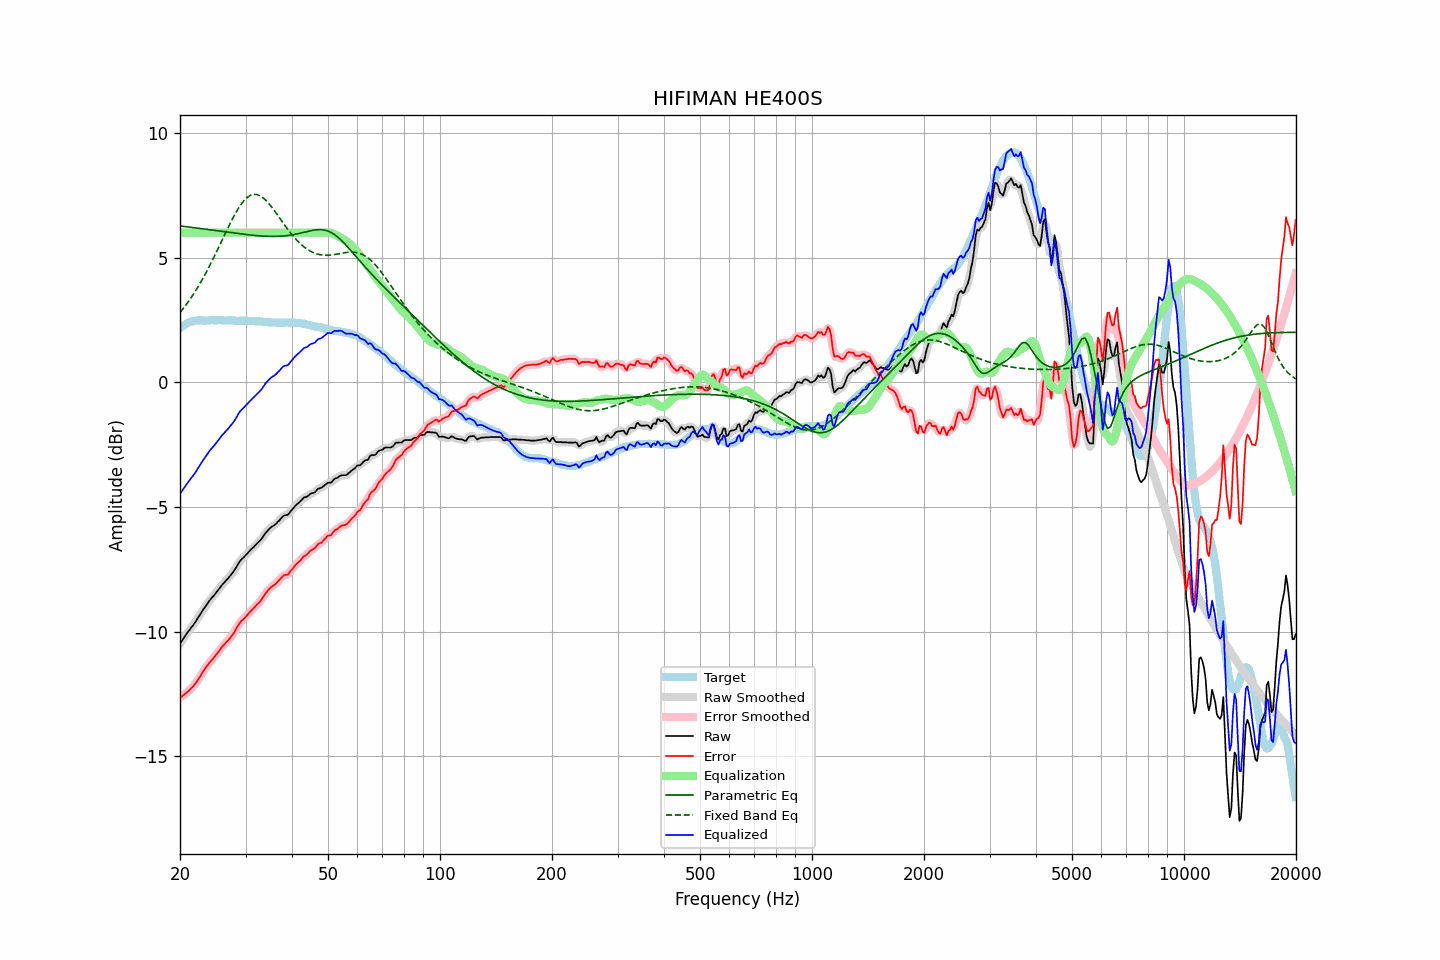 HIFIMAN HE400S
10
5
0
−5
−10
−15
Amplitude (dBr)
Target
Raw Smoothed
Error Smoothed
Raw
Error
Equalization
Parametric Eq
Fixed Band Eq
Equalized
20
50
100
200
500
1000
2000
5000
10000
20000
Frequency (Hz)